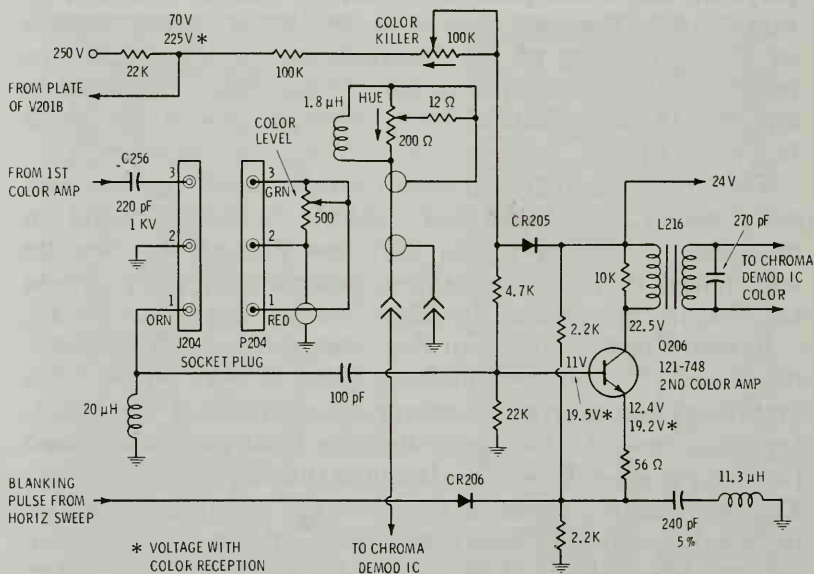 70 V
225 V *
250 V
22K
100K
COLOR
KILLER
100K
FROM PLATE
OF V201B
1.8 µH
HUE
12 Ω
200 Ω
COLOR
LEVEL
FROM 1ST
COLOR AMP
C256
220 pF
1 KV
3
2
1
ORN
J204
SOCKET
3
GRN
2
1
RED
P204
PLUG
500
24 V
CR205
L216
270 pF
10K
TO CHROMA
DEMOD IC
COLOR
4.7K
2.2K
22.5 V
Q206
121-748
2ND COLOR AMP
11V
19.5V*
12.4V
19.2V*
100 pF
22K
20 µH
56 Ω
11.3 µH
BLANKING
PULSE FROM
HORIZ SWEEP
CR206
2.2K
240 pF
5 %
* VOLTAGE WITH
COLOR RECEPTION
TO CHROMA
DEMOD IC